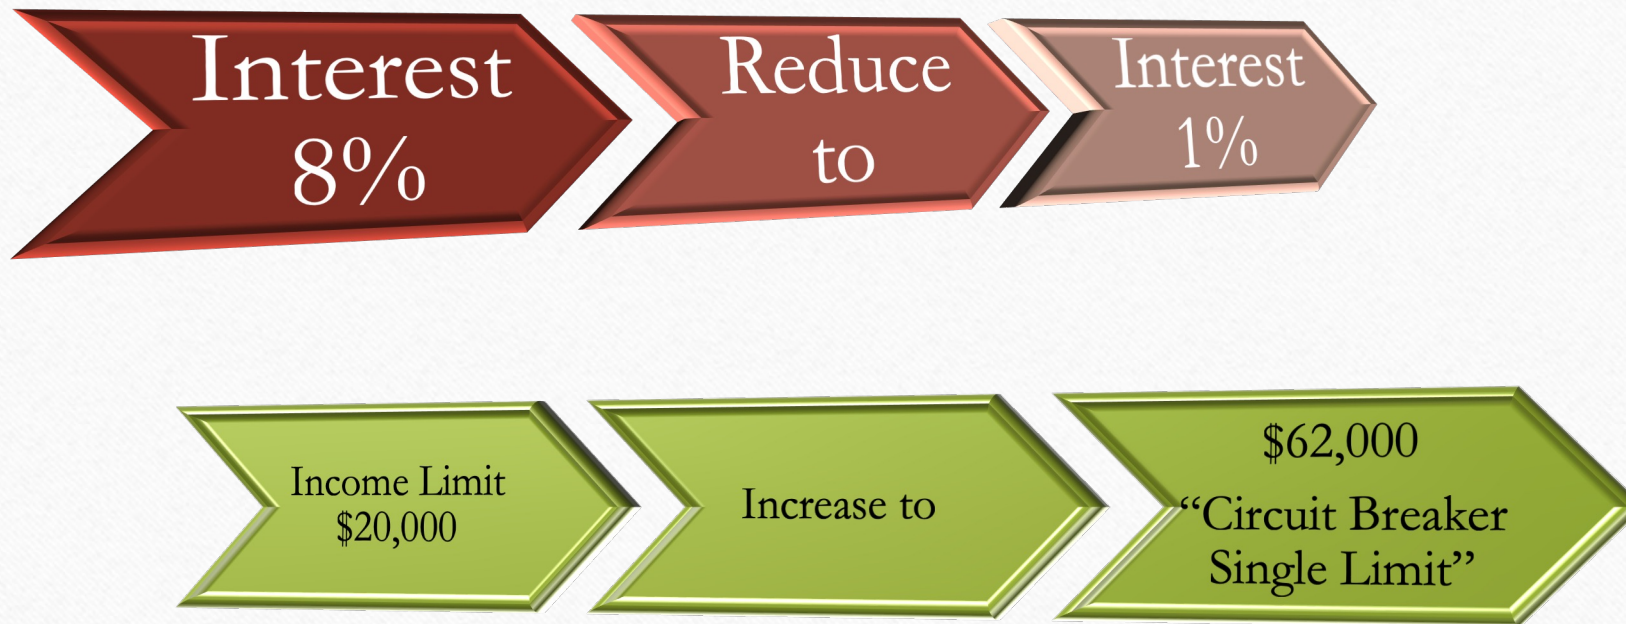 Interest
8%
Reduce
to
Interest
1%
Income Limit
$20,000
Increase to
$62,000
“Circuit Breaker
Single Limit”